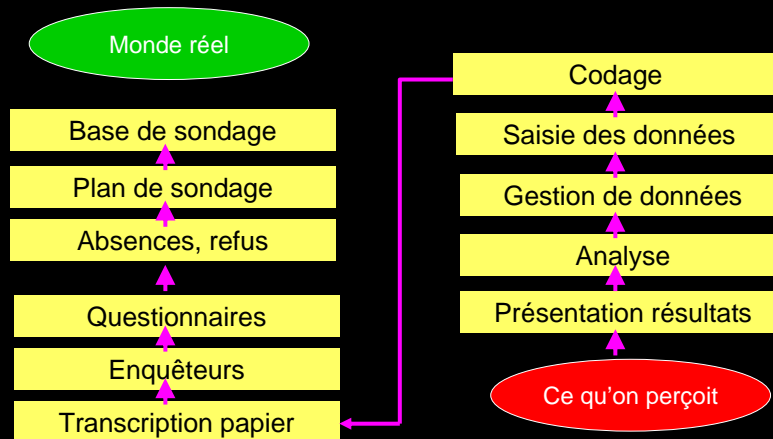 Monde réel
Base de sondage
Plan de sondage
Absences, refus
Questionnaires
Enquêteurs
Transcription papier
Codage
Saisie des données
Gestion de données
Analyse
Présentation résultats
Ce qu'on perçoit